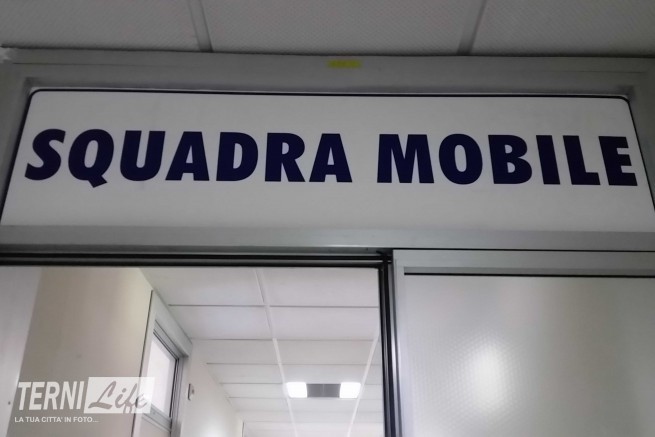 SQUADRA MOBILE
TERNI Life
LA TUA CITTA' IN FOTO...